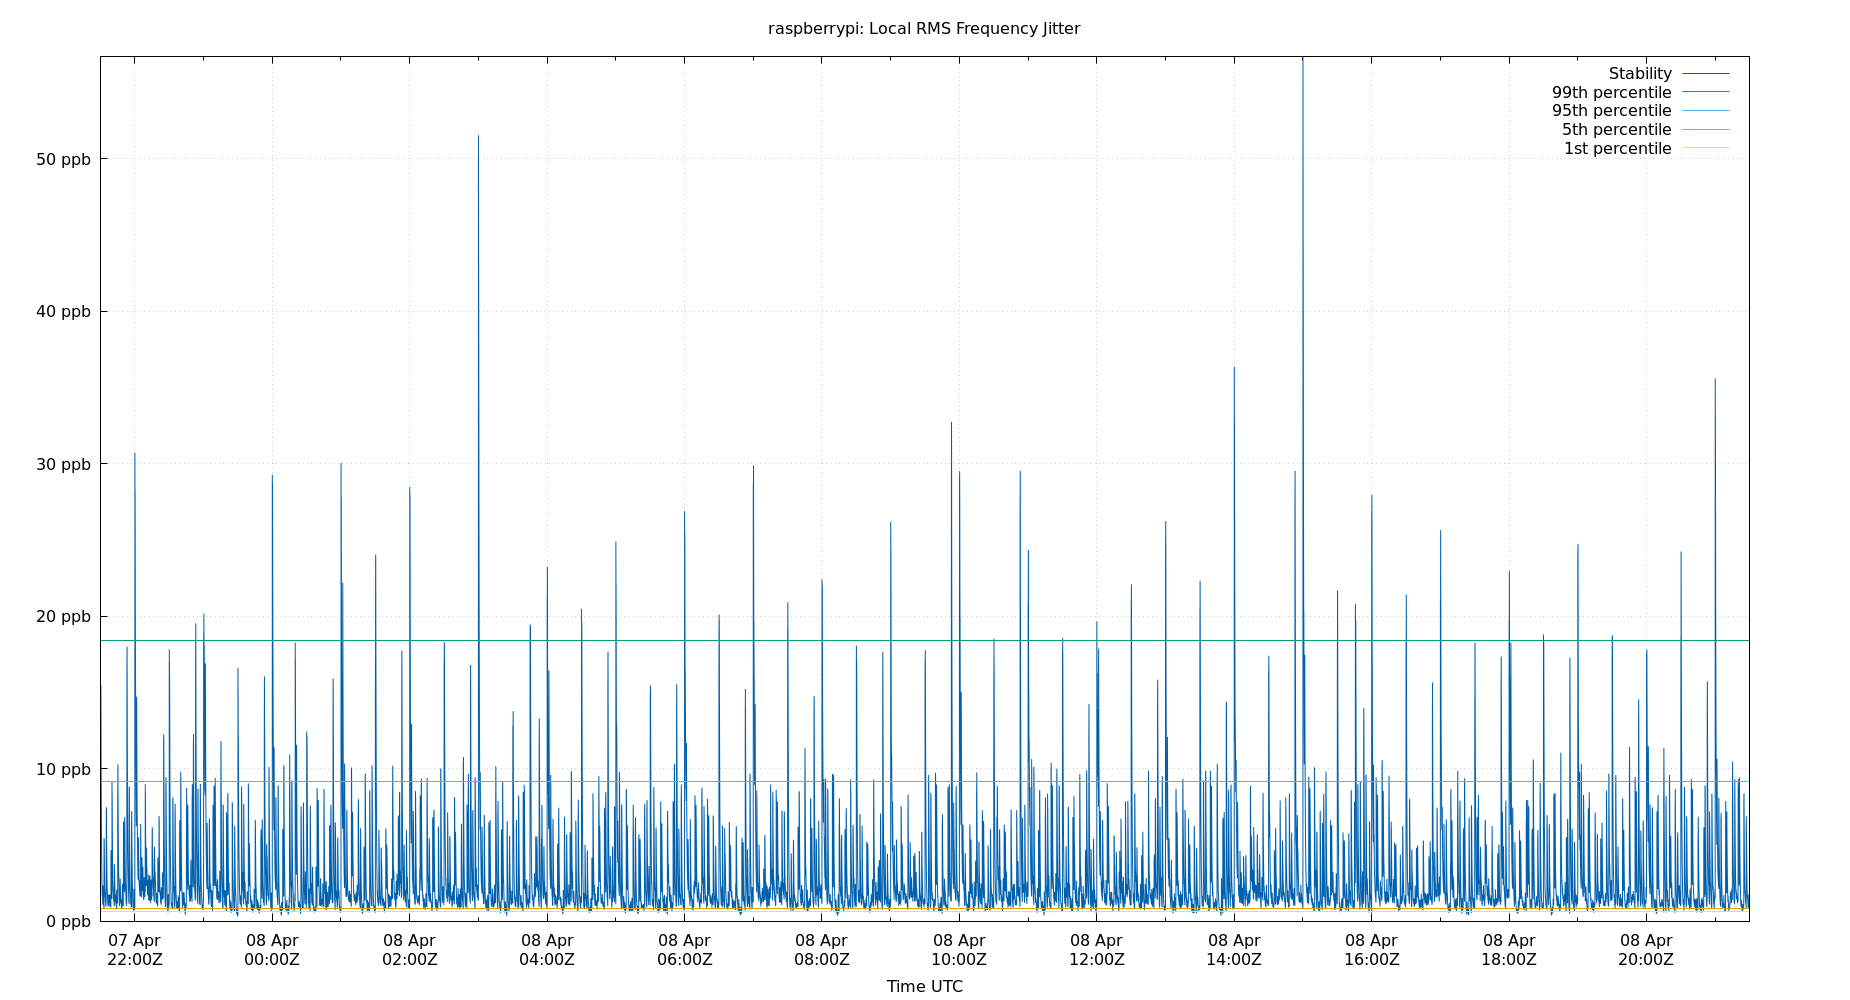 raspberrypi: Local RMS Frequency Jitter
Stability
99th percentile
95th percentile
5th percentile
1st percentile
50 ppb
40 ppb
30 ppb
20 ppb
10 ppb
0 ppb
07 Apr 08 Apr 08 Apr 08 Apr 08 Apr 08 Apr 08 Apr 08 Apr 08 Apr 08 Apr 08 Apr 08 Apr
22:00Z 00:00Z 02:00Z 04:00Z 06:00Z 08:00Z 10:00Z 12:00Z 14:00Z 16:00Z 18:00Z 20:00Z
Time UTC